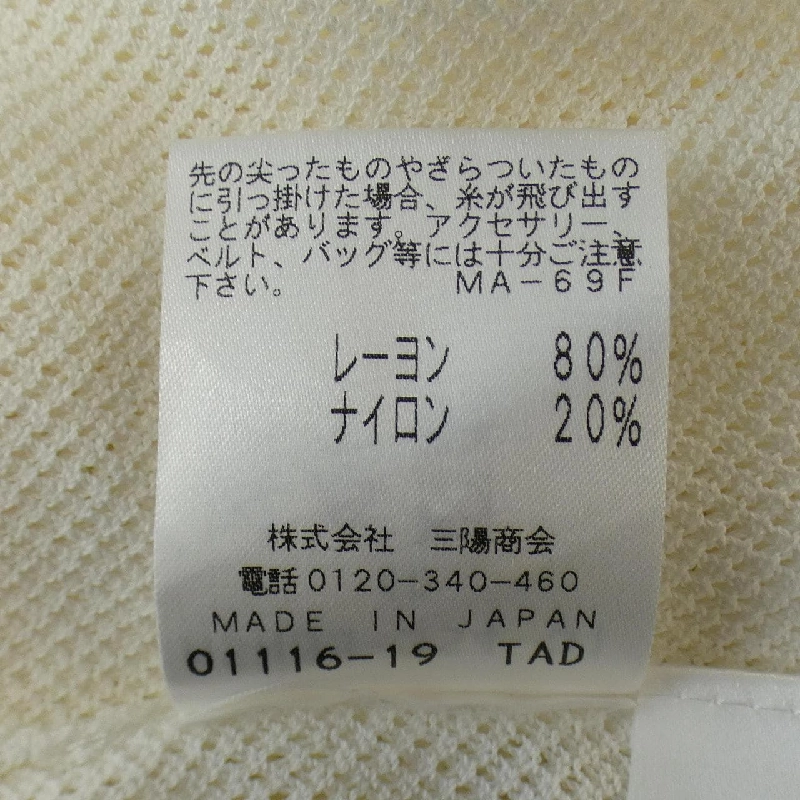 先の尖ったものやざらついたもの
に引っ掛けた場合、糸が飛び出す
ことがあります。アクセサリー、
ベルト、バッグ等には十分ご注意
下さい。 MA-69F
レーヨン 80%
ナイロン 20%
株式会社 三陽商会
電話0120-340-460
MADE IN JAPAN
01116-19 TAD